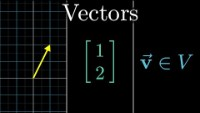 Vectors
[1
2]
v⃗ ∈ V